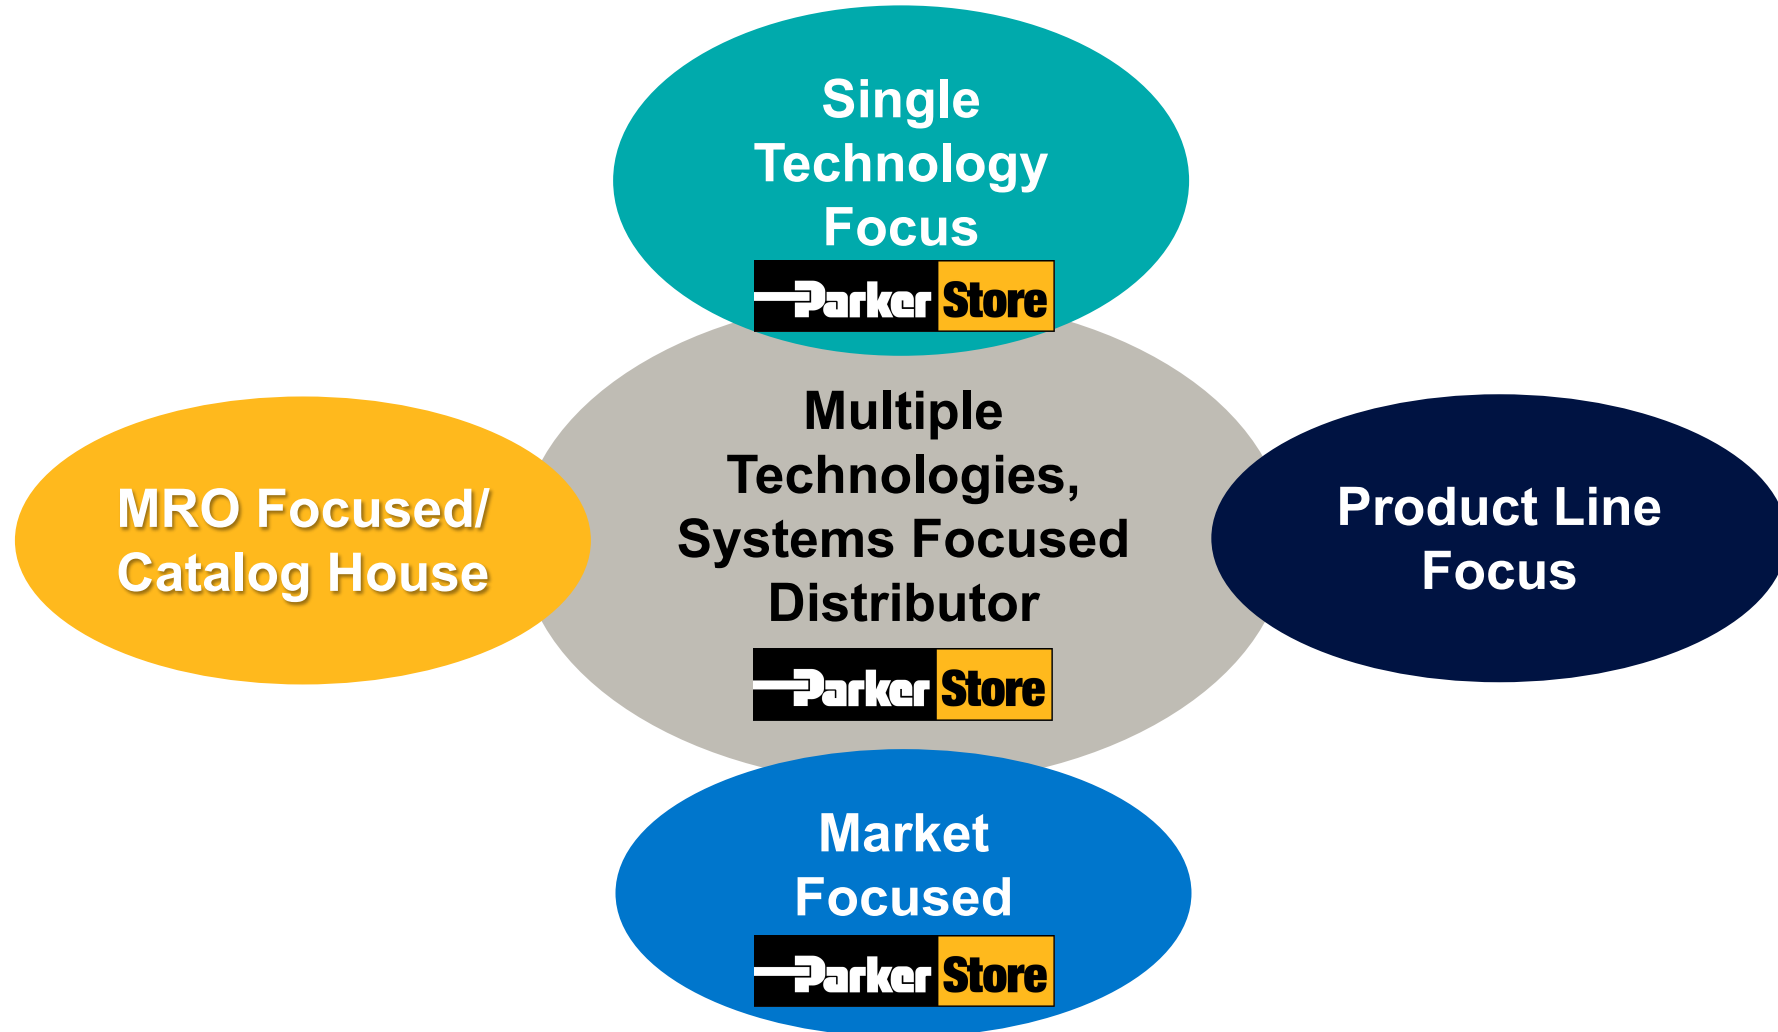 Single
Technology
Focus
Parker Store
Multiple
Technologies,
Systems Focused
Distributor
Parker Store
MRO Focused/
Catalog House
Product Line
Focus
Market
Focused
Parker Store